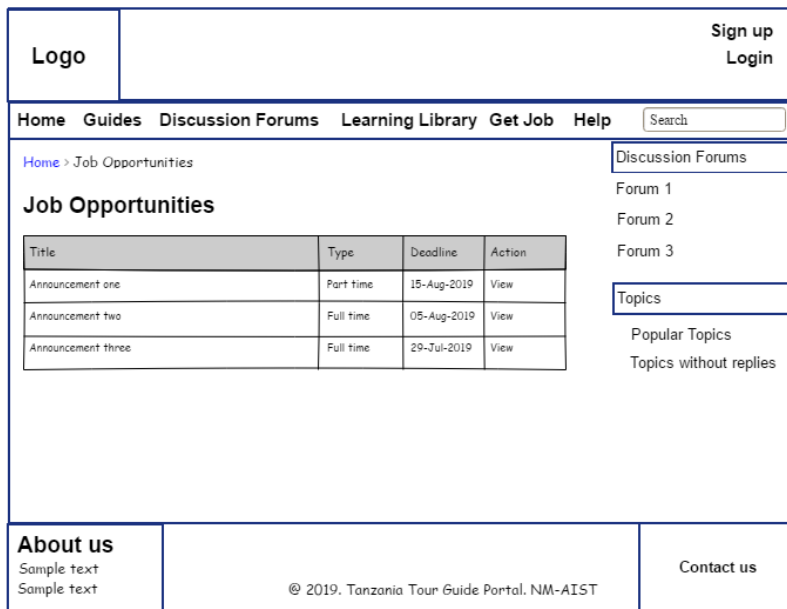 Logo
Sign up
Login
Home Guides Discussion Forums Learning Library Get Job Help Search
Home > Job Opportunities
Job Opportunities
Title Type Deadline Action
Announcement one Part time 15-Aug-2019 View
Announcement two Full time 05-Aug-2019 View
Announcement three Full time 29-Jul-2019 View
Discussion Forums
Forum 1
Forum 2
Forum 3
Topics
Popular Topics
Topics without replies
About us
Sample text
Sample text
@ 2019. Tanzania Tour Guide Portal. NM-AIST
Contact us